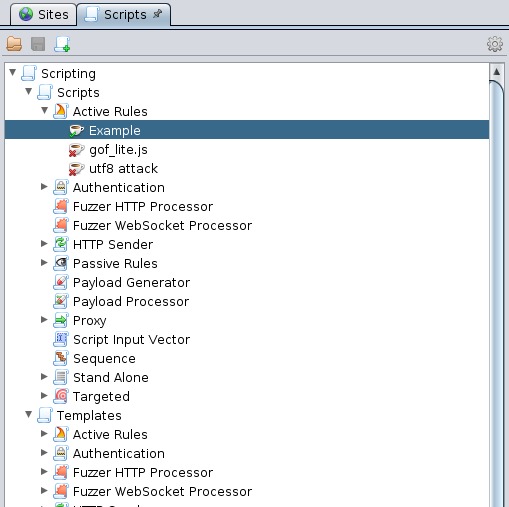 Sites Scripts
Scripting
Scripts
Active Rules
Example
gof_lite.js
utf8 attack
Authentication
Fuzzer HTTP Processor
Fuzzer WebSocket Processor
HTTP Sender
Passive Rules
Payload Generator
Payload Processor
Proxy
Script Input Vector
Sequence
Stand Alone
Targeted
Templates
Active Rules
Authentication
Fuzzer HTTP Processor
Fuzzer WebSocket Processor